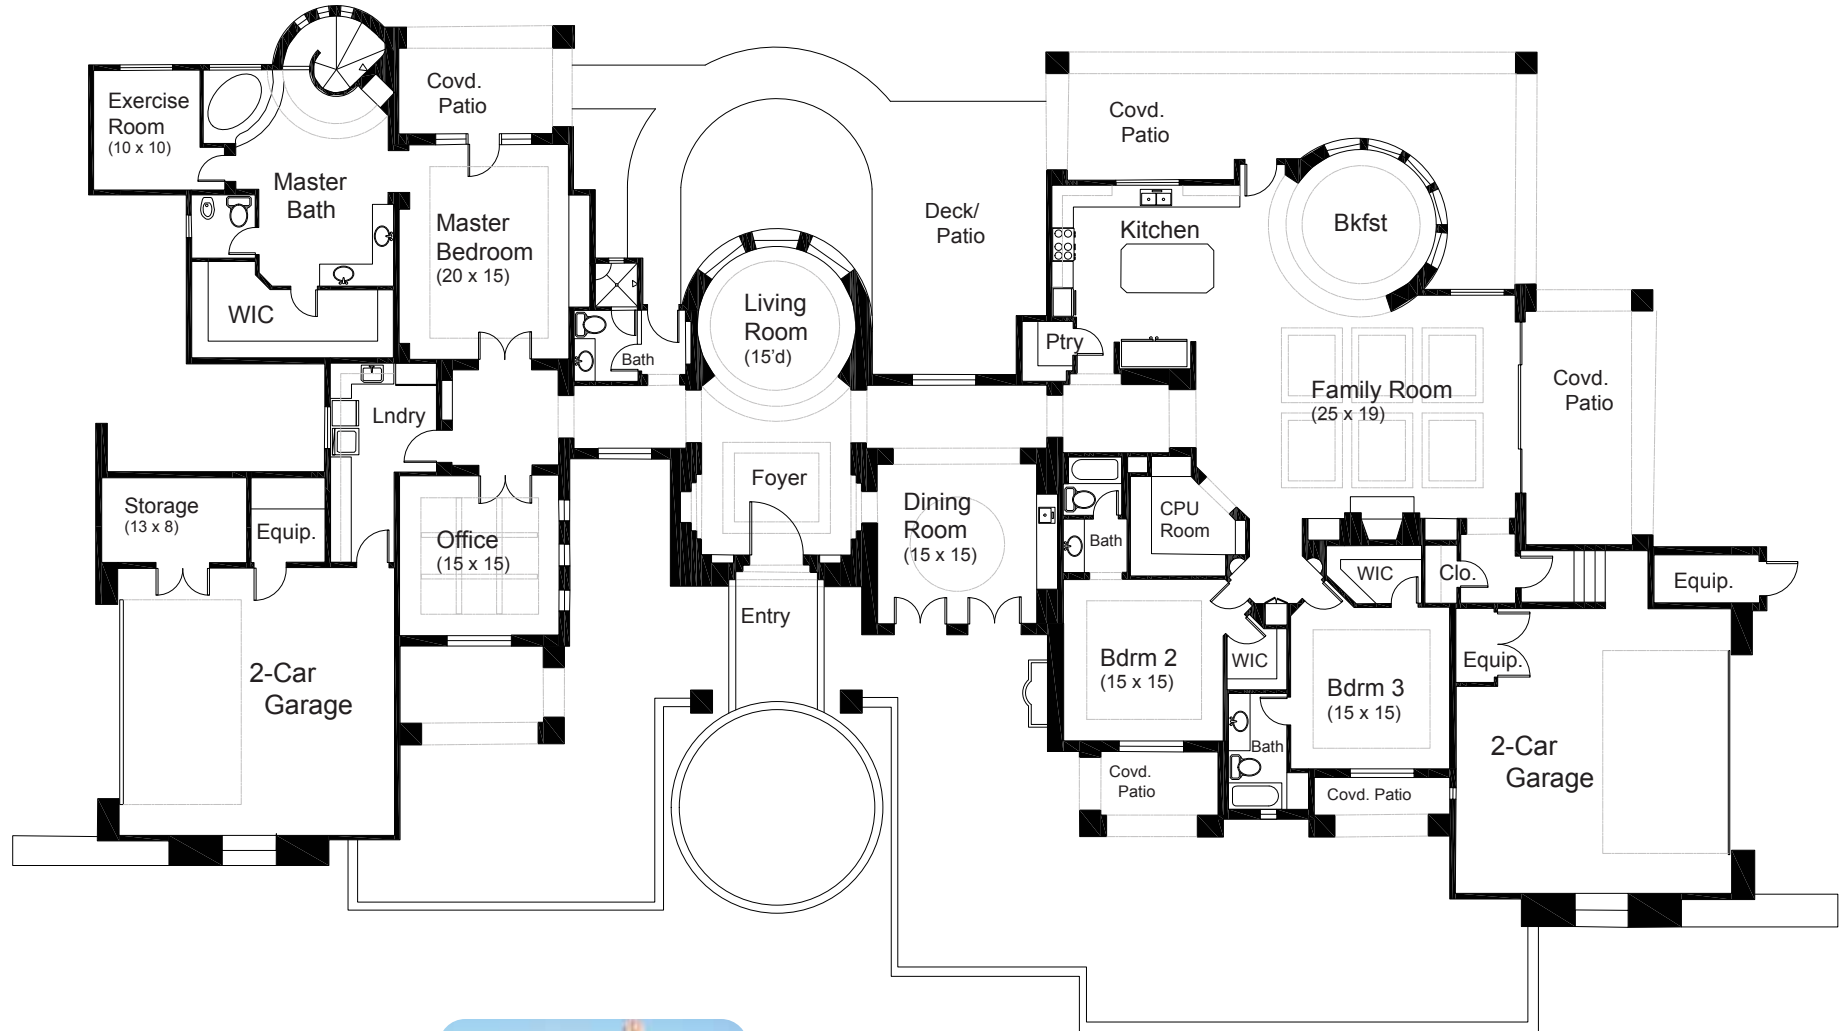 Exercise
Room
(10 x 10)
Covd.
Patio
Covd.
Patio
Master
Bath
Master
Bedroom
(20 x 15)
Deck/
Patio
Kitchen
Bkfst
WIC
Living
Room
(15'd)
Bath
Ptry
Lndry
Family Room
(25 x 19)
Covd.
Patio
Storage
(13 x 8)
Equip.
Office
(15 x 15)
Foyer
Dining
Room
(15 x 15)
Bath
CPU
Room
WIC
Clo.
Equip.
Entry
2-Car
Garage
Bdrm 2
(15 x 15)
WIC
Bdrm 3
(15 x 15)
Equip.
Bath
2-Car
Garage
Covd.
Patio
Covd. Patio